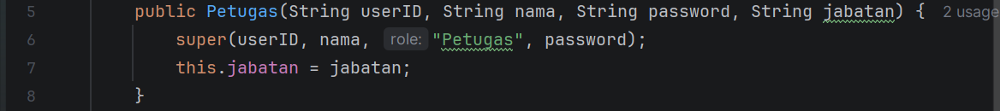 5 public Petugas(String userID, String nama, String password, String jabatan) { 2 usage
6 super(userID, nama, role: "Petugas", password);
7 this.jabatan = jabatan;
8 }